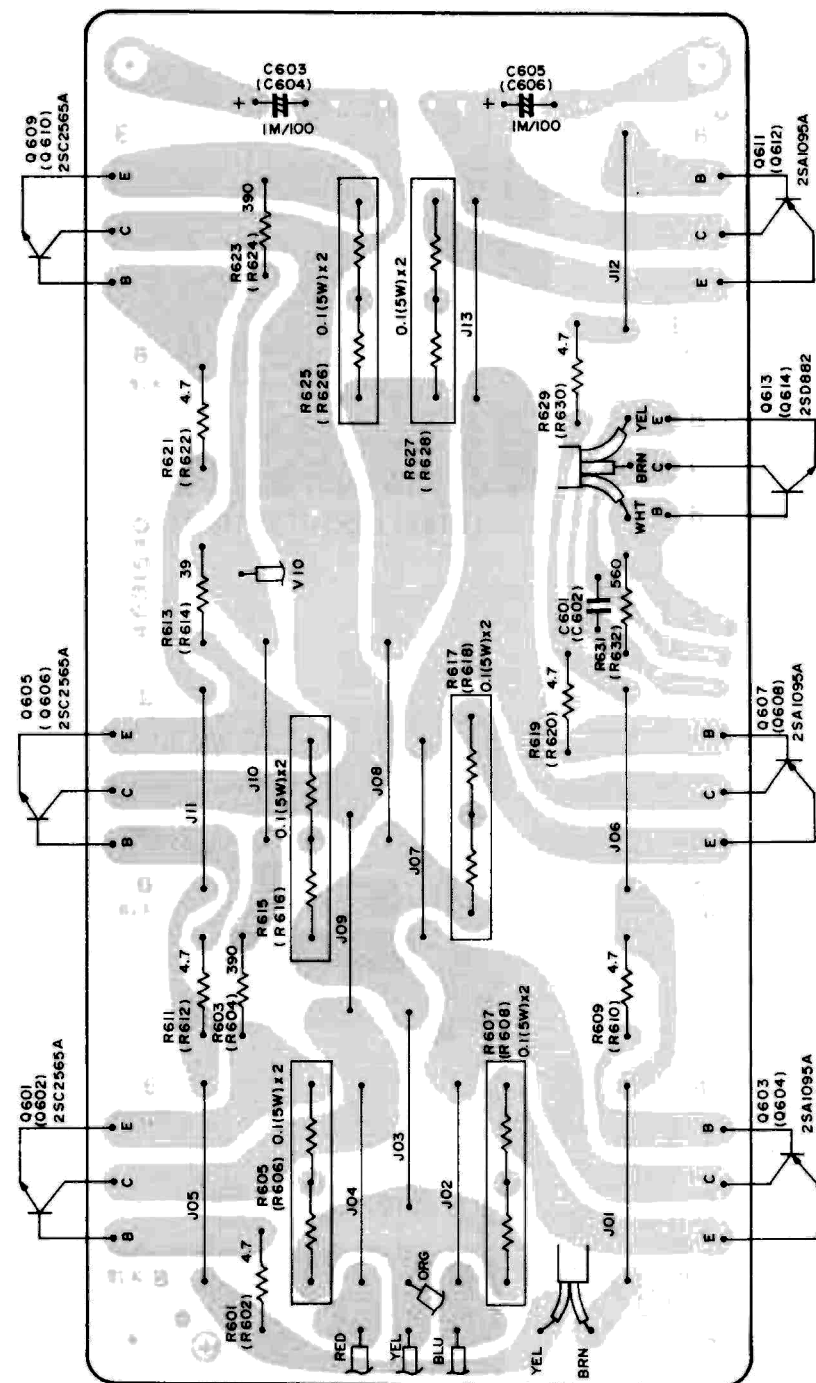 C603
(C604)
+
1M/100
C605
(C606)
+
1M/100
Q609
(Q610)
2SC2565A
E
C
B
390
R623
(R624)
0.1(5W)x2
R625
(R626)
0.1(5W)x2
R627
(R628)
J13
J12
Q611
(Q612)
2SA1095A
B
C
E
4.7
R621
(R622)
4.7
R629
(R630)
YEL
BRN
WHT
E
C
B
Q613
(Q614)
2SD882
39
R613
(R614)
V10
C601
(C602)
560
R631
(R632)
Q605
(Q606)
2SC2565A
E
C
B
J11
J10
0.1(5W)x2
R615
(R616)
J08
J09
J07
R617
(R618)
0.1(5W)x2
4.7
R619
(R620)
J06
Q607
(Q608)
2SA1095A
B
C
E
4.7
R611
(R612)
390
R603
(R604)
4.7
R609
(R610)
Q601
(Q602)
2SC2565A
E
C
B
J05
R605
(R606)
0.1(5W)x2
J04
J03
J02
R607
(R608)
0.1(5W)x2
J01
Q603
(Q604)
2SA1095A
B
C
E
4.7
R601
(R602)
RED
YEL
ORG
BLU
YEL
BRN